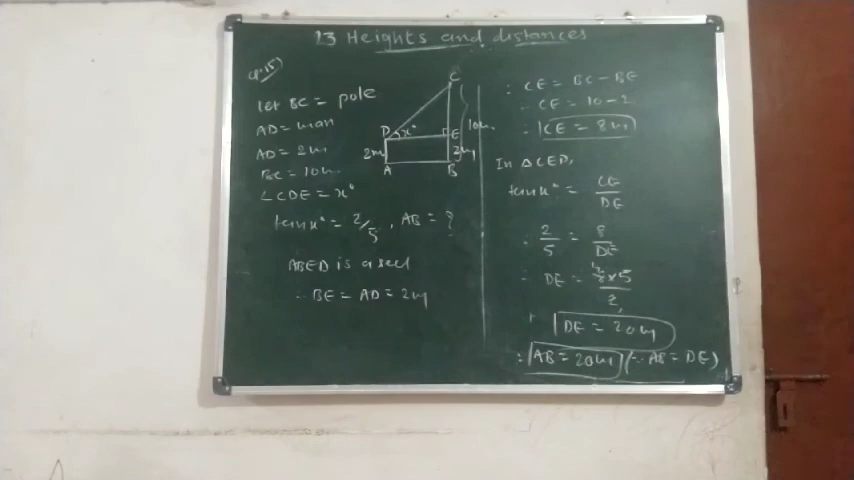 23 Heights and distances
Q.15)
Let BC = pole
AD = man
AD = 2m
BC = 10m
∠CDE = x°
tan x° = 2/5, AB = ?
ABED is a rect
∴ BE = AD = 2m
C
D x° E 10m
2m 2m
A B
∴ CE = BC - BE
∴ CE = 10 - 2
∴ CE = 8m
In △CED,
tan x° = CE/DE
∴ 2/5 = 8/DE
∴ DE = 8×5/2
DE = 20m
∴ AB = 20m (∵ AB = DE)